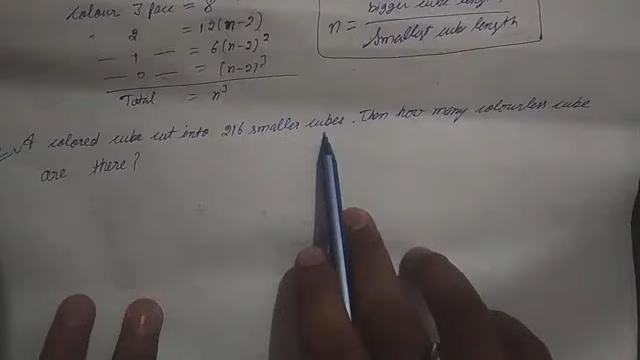 Colour 3 face = 8
" 2 = 12(n-2)
— 1 — = 6(n-2)²
— 0 — = (n-2)³
Total = n³
n = bigger cube length / Smallest cube length
A colored cube cut into 216 smaller cubes. Then how many colourless cube
are there?